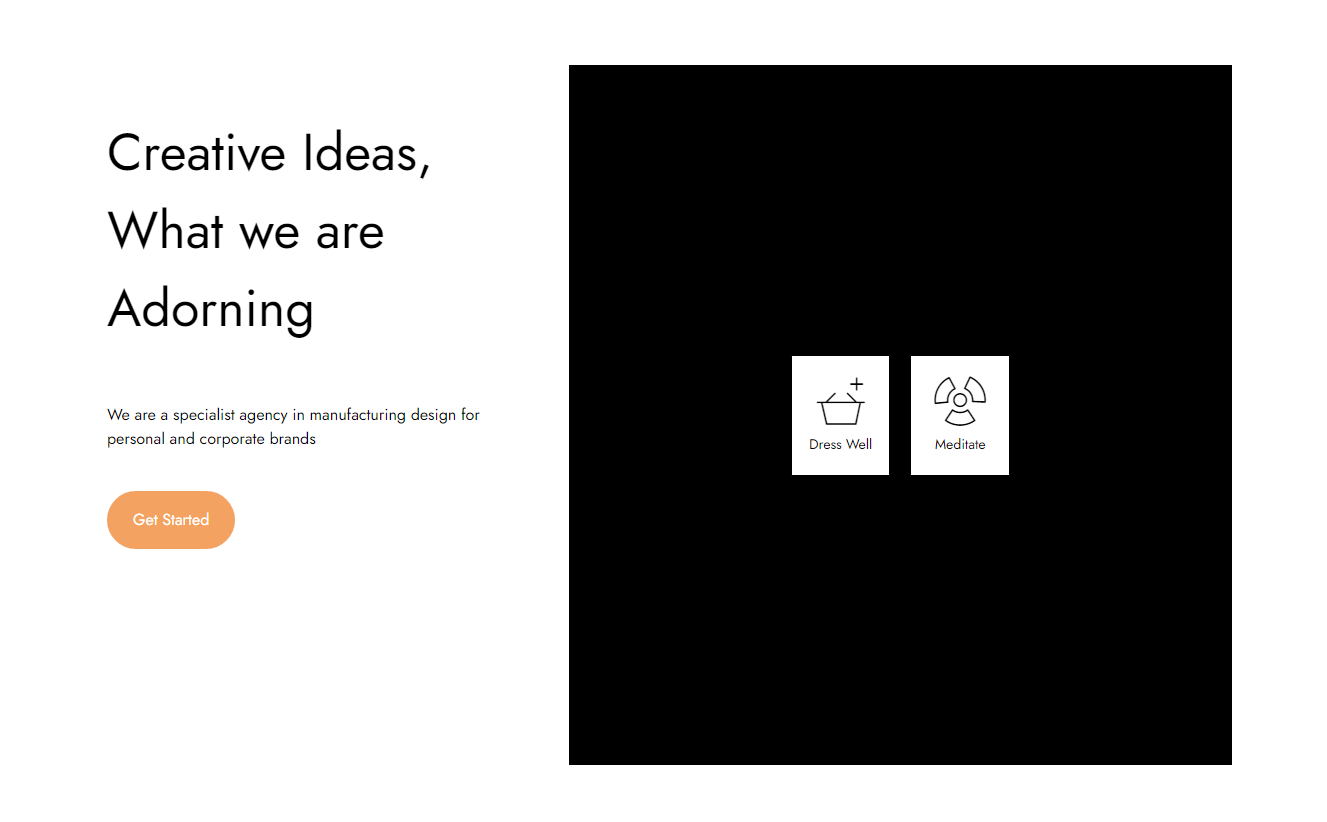 Creative Ideas,
What we are
Adorning
We are a specialist agency in manufacturing design for
personal and corporate brands
Get Started
Dress Well
Meditate